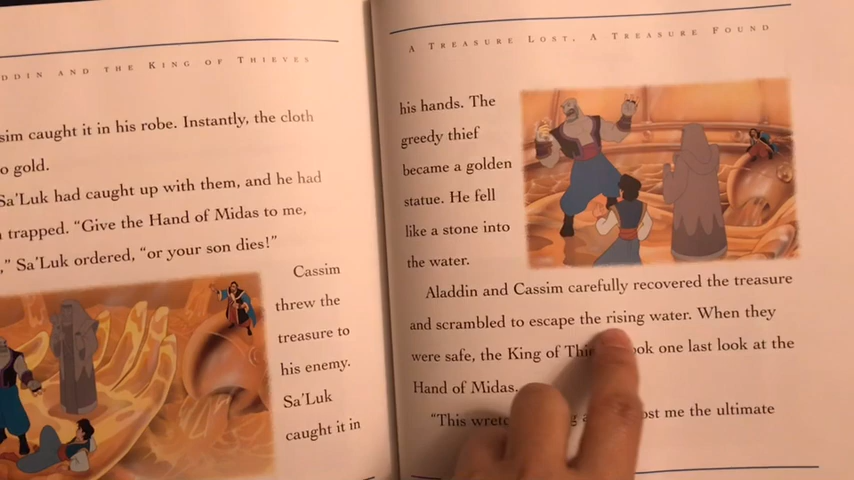 DDIN AND THE KING OF THIEVES
sim caught it in his robe. Instantly, the cloth
o gold.
Sa'Luk had caught up with them, and he had
trapped. "Give the Hand of Midas to me,
," Sa'Luk ordered, "or your son dies!"
Cassim
threw the
treasure to
his enemy.
Sa'Luk
caught it in
A TREASURE LOST, A TREASURE FOUND
his hands. The
greedy thief
became a golden
statue. He fell
like a stone into
the water.
Aladdin and Cassim carefully recovered the treasure
and scrambled to escape the rising water. When they
were safe, the King of Thi ook one last look at the
Hand of Midas.
"This wretc g ost me the ultimate